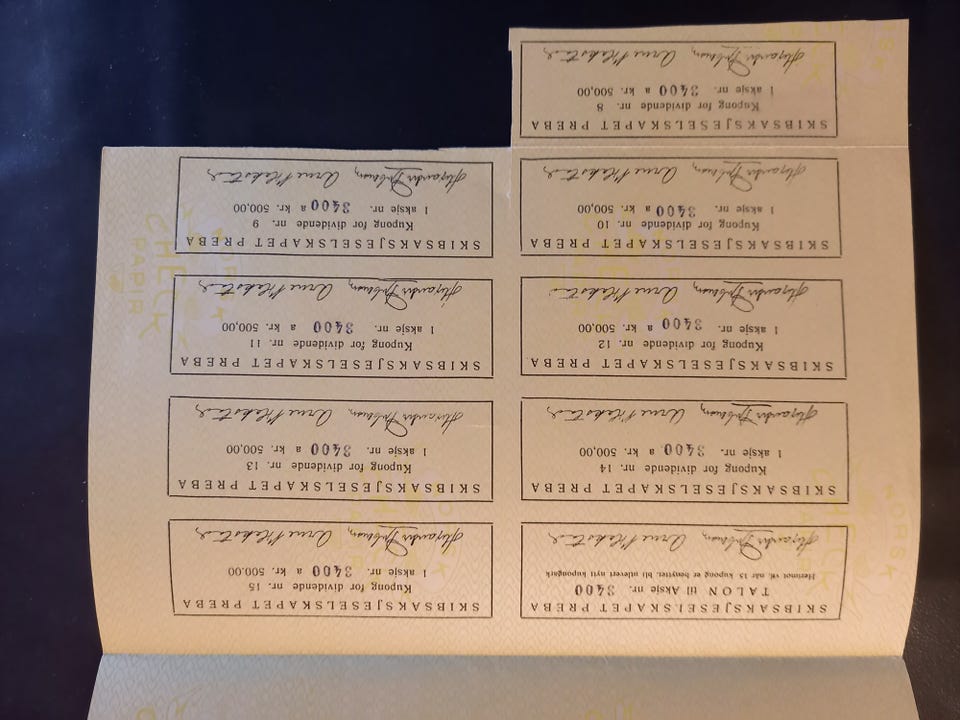 SKIBSAKSJESELSKAPET PREBA
TALON til Aksje nr. 3400
Herimot vil, når 15. kupong er benyttet, bli utlevert nytt kupongark
SKIBSAKSJESELSKAPET PREBA
Kupong for dividende nr. 15
1 aksje nr. 3400 a kr. 500.00
SKIBSAKSJESELSKAPET PREBA
Kupong for dividende nr. 14
1 aksje nr. 3400 a kr. 500,00
SKIBSAKSJESELSKAPET PREBA
Kupong for dividende nr. 13
1 aksje nr. 3400 a kr. 500,00
SKIBSAKSJESELSKAPET PREBA
Kupong for dividende nr. 12
1 aksje nr. 3400 a kr. 500,00
SKIBSAKSJESELSKAPET PREBA
Kupong for dividende nr. 11
1 aksje nr. 3400 a kr. 500,00
SKIBSAKSJESELSKAPET PREBA
Kupong for dividende nr. 10
1 aksje nr. 3400 a kr. 500,00
SKIBSAKSJESELSKAPET PREBA
Kupong for dividende nr. 9
1 aksje nr. 3400 a kr. 500,00
SKIBSAKSJESELSKAPET PREBA
Kupong for dividende nr. 8
1 aksje nr. 3400 a kr. 500,00
NORSK
CHECK
PAPIR